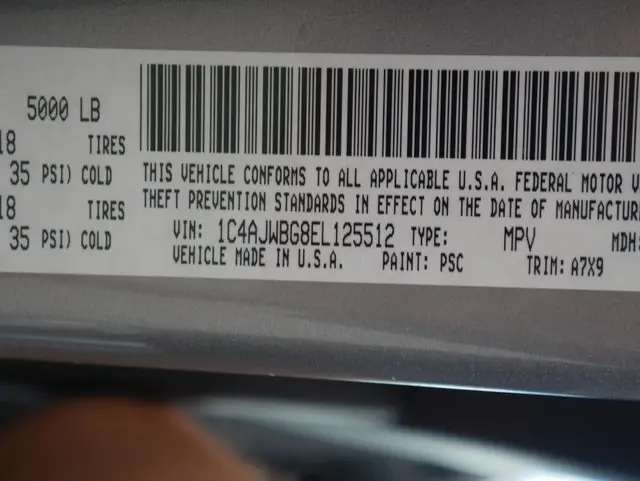 5000 LB
18 TIRES
35 PSI) COLD
18 TIRES
35 PSI) COLD
THIS VEHICLE CONFORMS TO ALL APPLICABLE U.S.A. FEDERAL MOTOR V
THEFT PREVENTION STANDARDS IN EFFECT ON THE DATE OF MANUFACTUR
VIN: 1C4AJWBG8EL125512 TYPE: MPV MDH:
VEHICLE MADE IN U.S.A. PAINT: PSC TRIM: A7X9